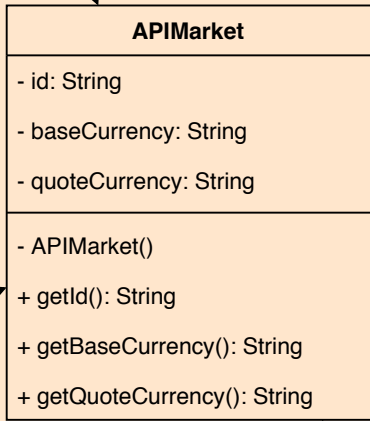 APIMarket
- id: String
- baseCurrency: String
- quoteCurrency: String
- APIMarket()
+ getId(): String
+ getBaseCurrency(): String
+ getQuoteCurrency(): String